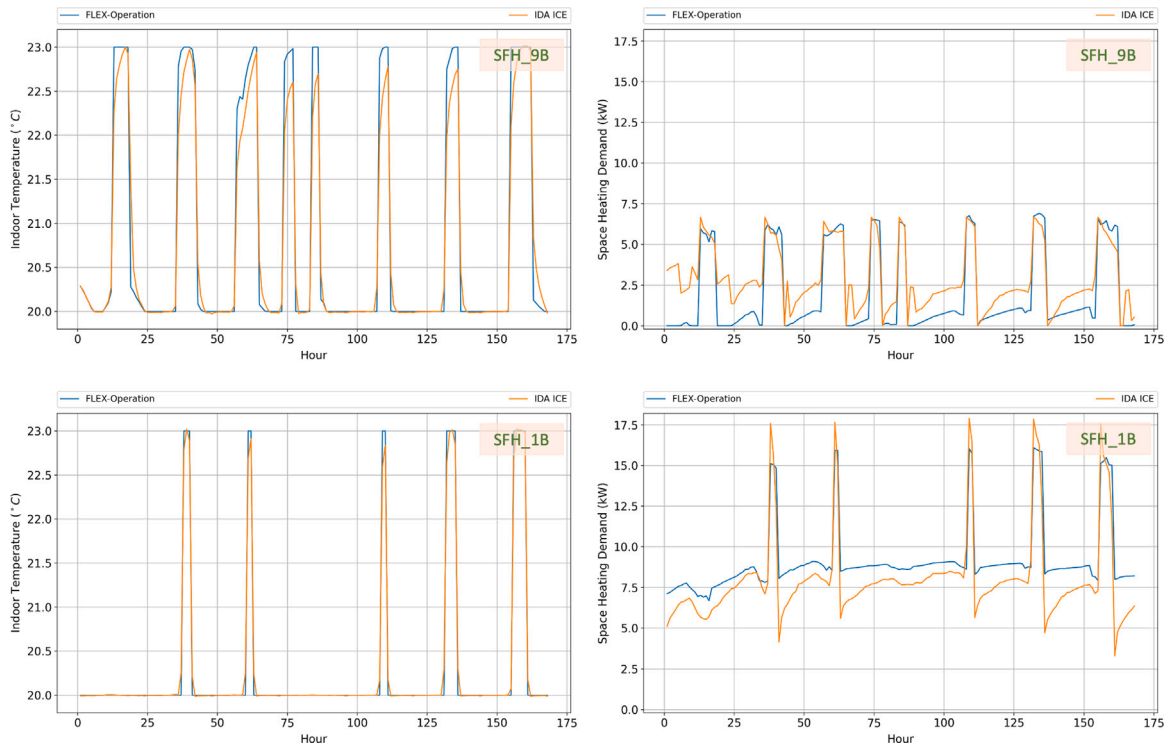 FLEX-Operation IDA ICE
SFH_9B
Indoor Temperature (°C)
23.0
22.5
22.0
21.5
21.0
20.5
20.0
0 25 50 75 100 125 150 175
Hour
FLEX-Operation IDA ICE
SFH_9B
Space Heating Demand (kW)
17.5
15.0
12.5
10.0
7.5
5.0
2.5
0.0
0 25 50 75 100 125 150 175
Hour
FLEX-Operation IDA ICE
SFH_1B
Indoor Temperature (°C)
23.0
22.5
22.0
21.5
21.0
20.5
20.0
0 25 50 75 100 125 150 175
Hour
FLEX-Operation IDA ICE
SFH_1B
Space Heating Demand (kW)
17.5
15.0
12.5
10.0
7.5
5.0
2.5
0.0
0 25 50 75 100 125 150 175
Hour